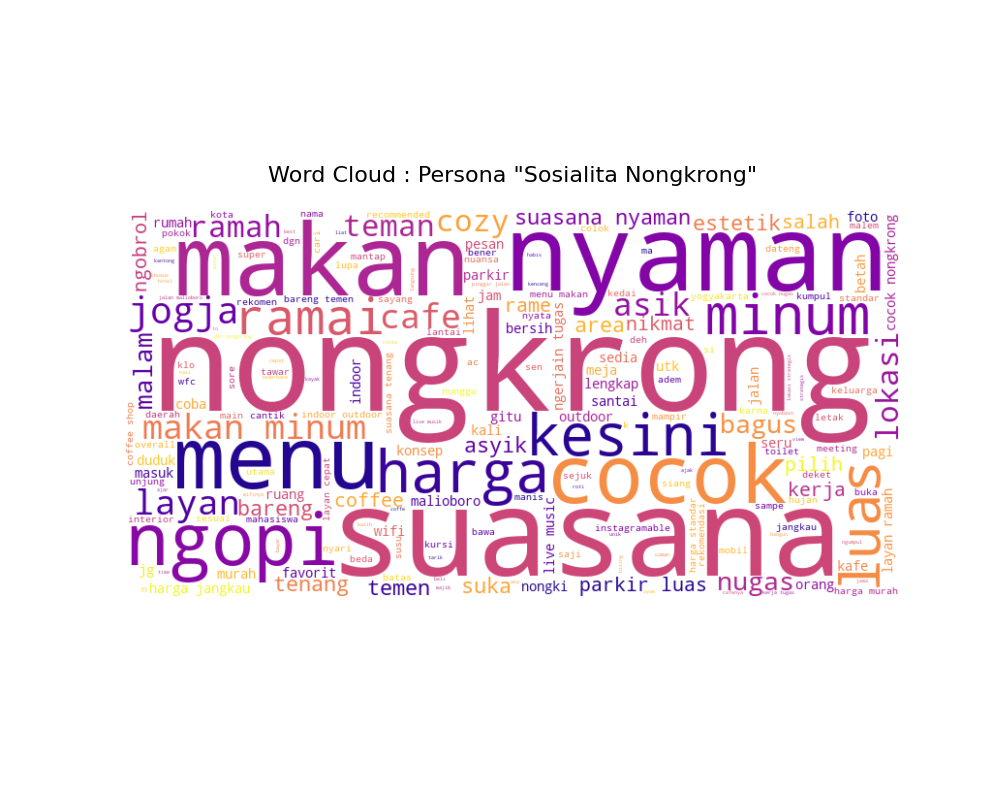 Word Cloud : Persona "Sosialita Nongkrong"
ngobrol
rumah
ramah
kota
nama
teman
recommended
cozy
suasana nyaman
estetik
salah
foto
malem
pokok
dgn
cari
makan
pesan
nyaman
colok
agam
super
mantap
lupa
bener
nuansa
ma
dateng
betah
cocok nongkrong
parkir
jam
menu makan
kedai
yogyakarta
kumpul
standar
jogja
rekomen
bareng temen
sayang
ramai
cafe
lihat
rame
nyata
asik
minum
lantai
bersih
area
nikmat
lokasi
malam
nongkrong
ngerjain tugas
deh
si
klo
tawar
sore
wfc
coba
indoor
suasana tenang
ac
sen
nunggu
sedia
meja
utk
adem
lengkap
santai
jalan
keluarga
letak
daerah
main
cantik
indoor outdoor
live musik
gitu
outdoor
mampir
karna
coffee shop
makan minum
konsep
kali
asyik
kesini
bagus
seru
toilet
meeting
pagi
overall
duduk
masuk
unjung
menu
utama
harga
sejuk
cocok
siang
pilih
deket
layan
ruang
layan cepat
bareng
coffee
malioboro
manis
kerja
hujan
sampe
buka
luas
interior
sesuai
mahasiswa
wifi
susu
kursi
bawa
live music
instagramable
harga standar
rekomendasi
jangkau
mobil
layan ramah
ngopi
nyari
beda
suasana
saji
kafe
jg
murah
favorit
harga jangkau
tenang
batas
temen
suka
nongki
parkir luas
nugas
orang
harga murah